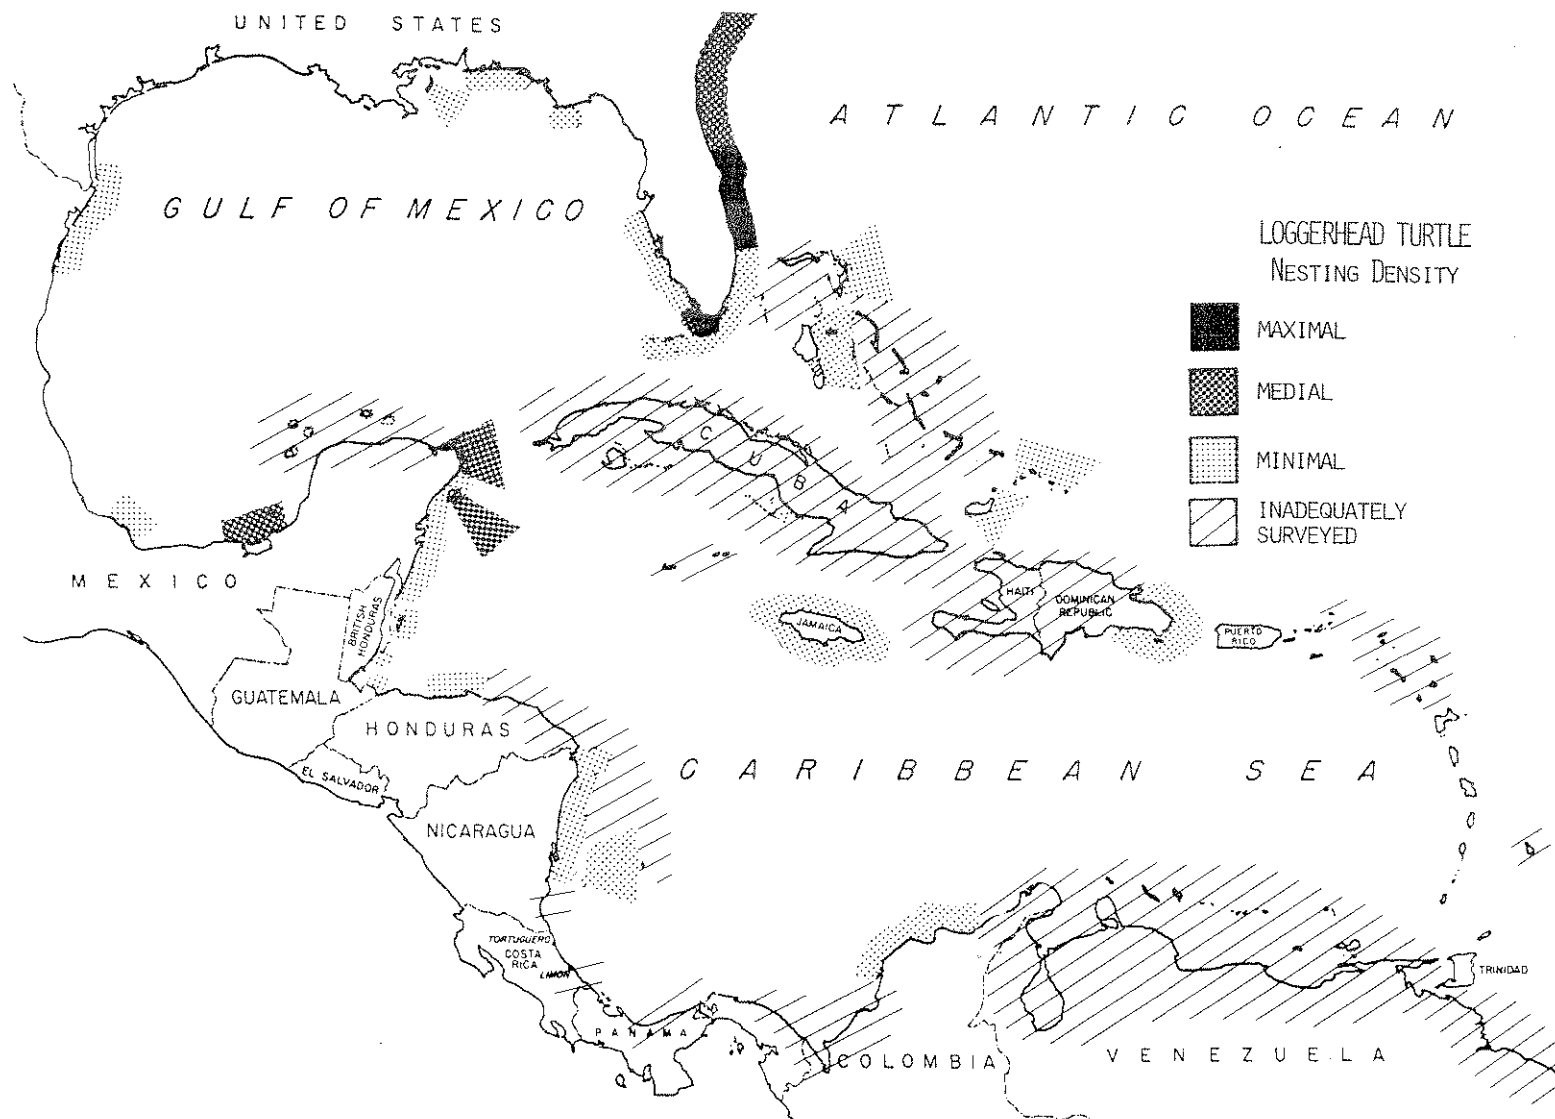 UNITED STATES
ATLANTIC OCEAN
GULF OF MEXICO
LOGGERHEAD TURTLE
NESTING DENSITY
MAXIMAL
MEDIAL
MINIMAL
INADEQUATELY
SURVEYED
CUBA
MEXICO
BRITISH
HONDURAS
HAITI
DOMINICAN
REPUBLIC
JAMAICA
PUERTO
RICO
GUATEMALA
HONDURAS
EL SALVADOR
CARIBBEAN SEA
NICARAGUA
TORTUGUERO
COSTA
RICA
LIMON
TRINIDAD
PANAMA
COLOMBIA
VENEZUELA